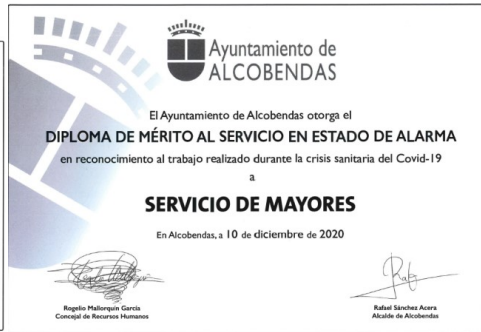 Ayuntamiento de
ALCOBENDAS
El Ayuntamiento de Alcobendas otorga el
DIPLOMA DE MÉRITO AL SERVICIO EN ESTADO DE ALARMA
en reconocimiento al trabajo realizado durante la crisis sanitaria del Covid-19
a
SERVICIO DE MAYORES
En Alcobendas, a 10 de diciembre de 2020
Rogelio Mallorquín García
Concejal de Recursos Humanos
Rafael Sánchez Acera
Alcalde de Alcobendas